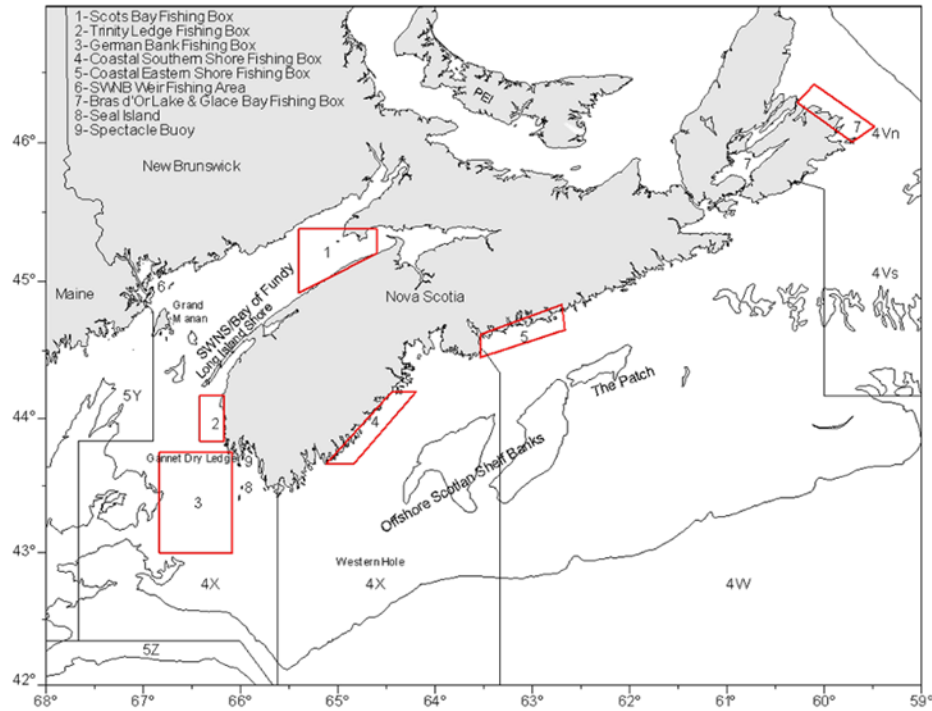 1-Scots Bay Fishing Box
2-Trinity Ledge Fishing Box
3-German Bank Fishing Box
4-Coastal Southern Shore Fishing Box
5-Coastal Eastern Shore Fishing Box
6-SWNB Weir Fishing Area
7-Bras d'Or Lake & Glace Bay Fishing Box
8-Seal Island
9-Spectacle Buoy
PEI
7
4Vn
46°
New Brunswick
7
1
45°
Maine
6
Grand
Manan
SWNS/Bay of Fundy
Long Island Shore
Nova Scotia
4Vs
5
The Patch
5Y
44°
2
4
Gannet Dry Ledge
9
8
3
Offshore Scotian Shelf Banks
43°
Western Hole
4X
4X
4W
5Z
42°
68°
67°
66°
65°
64°
63°
62°
61°
60°
59°